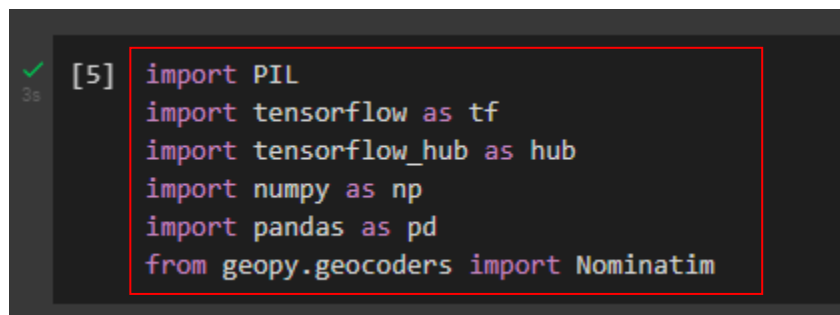 [5] import PIL
3s
import tensorflow as tf
import tensorflow_hub as hub
import numpy as np
import pandas as pd
from geopy.geocoders import Nominatim